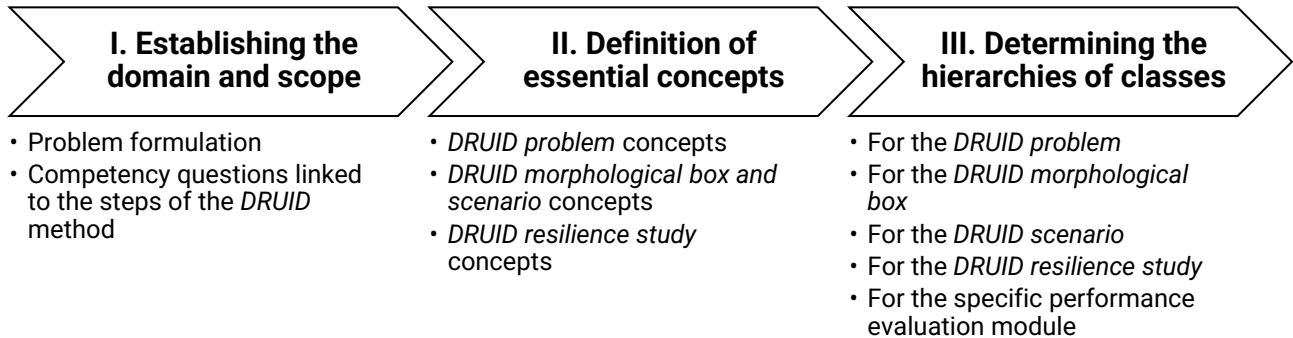 I. Establishing the
domain and scope
• Problem formulation
• Competency questions linked
to the steps of the DRUID
method
II. Definition of
essential concepts
• DRUID problem concepts
• DRUID morphological box and
scenario concepts
• DRUID resilience study
concepts
III. Determining the
hierarchies of classes
• For the DRUID problem
• For the DRUID morphological
box
• For the DRUID scenario
• For the DRUID resilience study
• For the specific performance
evaluation module